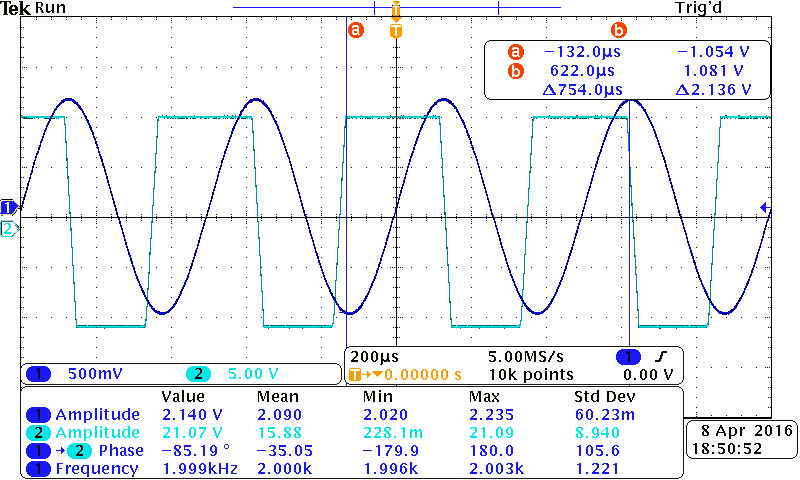 Tek Run Trig'd
a T b
T
a −132.0µs −1.054 V
b 622.0µs 1.081 V
Δ754.0µs Δ2.136 V
1
2
1 500mV 2 5.00 V
200µs 5.00MS/s 1
T→▼0.00000 s 10k points 0.00 V
Value Mean Min Max Std Dev
1 Amplitude 2.140 V 2.090 2.020 2.235 60.23m
2 Amplitude 21.07 V 15.88 228.1m 21.09 8.940
1 → 2 Phase −85.19 ° −35.05 −179.9 180.0 105.6
1 Frequency 1.999kHz 2.000k 1.996k 2.003k 1.221
8 Apr 2016
18:50:52